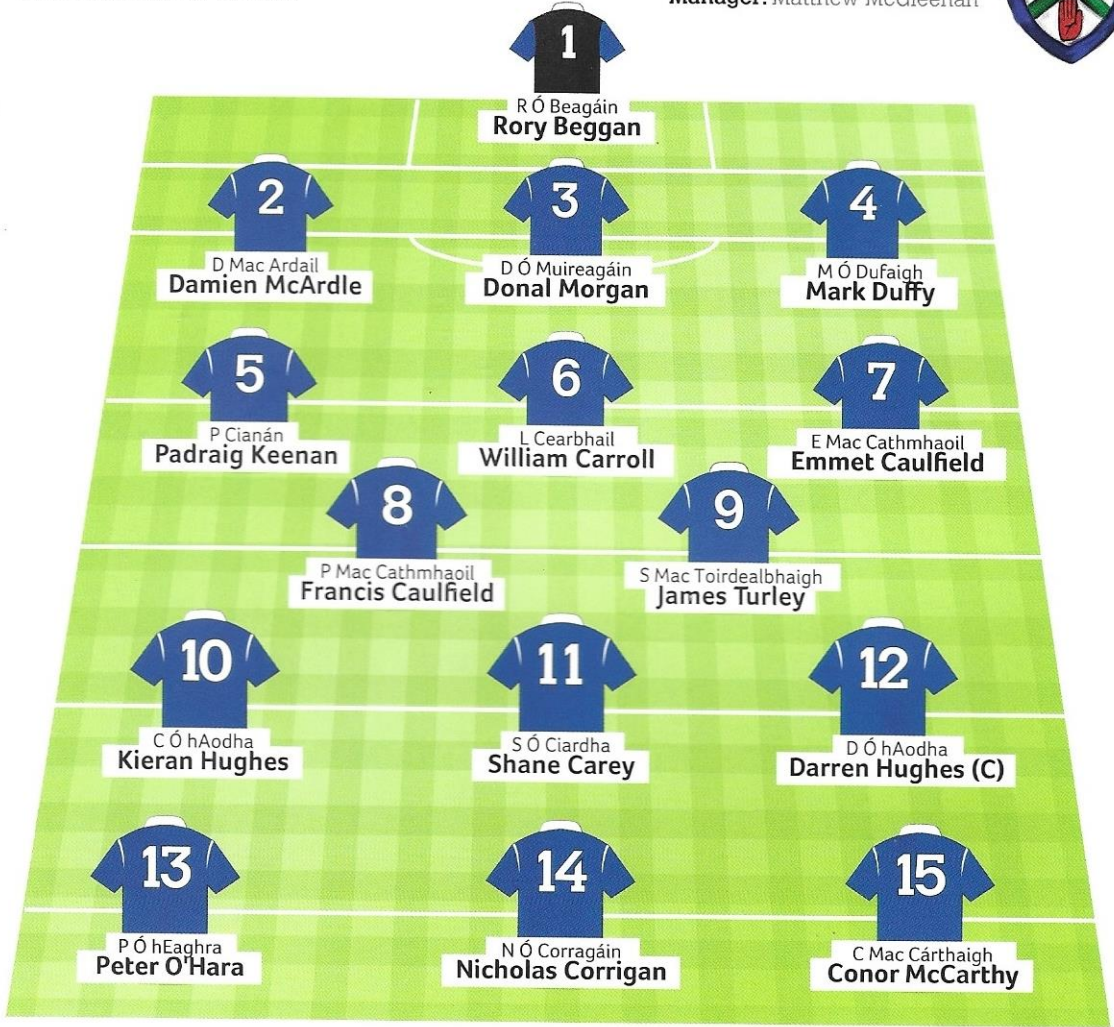 Manager: Matthew McGleenan
1
R Ó Beagáin
Rory Beggan
2
3
4
D Mac Ardail
Damien McArdle
D Ó Muireagáin
Donal Morgan
M Ó Dufaigh
Mark Duffy
5
6
7
P Cianán
Padraig Keenan
L Cearbhail
William Carroll
E Mac Cathmhaoil
Emmet Caulfield
8
9
P Mac Cathmhaoil
Francis Caulfield
S Mac Toirdealbhaigh
James Turley
10
11
12
C Ó hAodha
Kieran Hughes
S Ó Ciardha
Shane Carey
D Ó hAodha
Darren Hughes (C)
13
14
15
P Ó hEaghra
Peter O'Hara
N Ó Corragáin
Nicholas Corrigan
C Mac Cárthaigh
Conor McCarthy